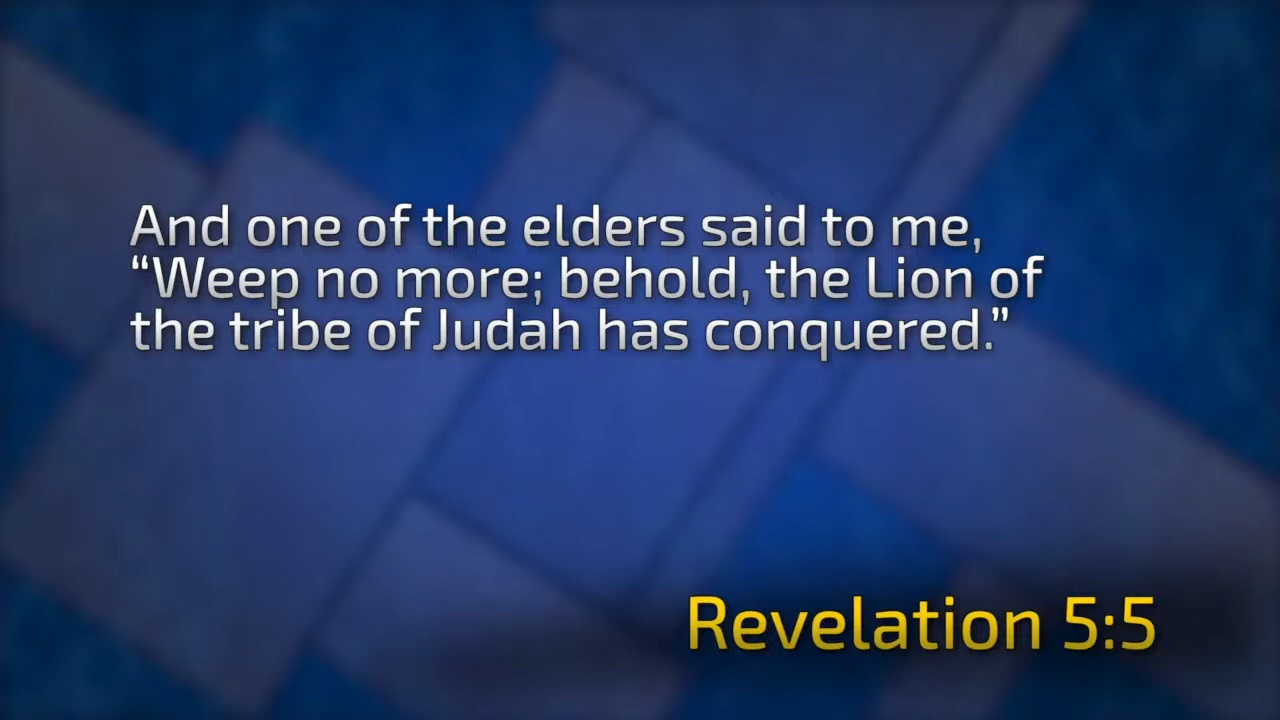 And one of the elders said to me,
“Weep no more; behold, the Lion of
the tribe of Judah has conquered.”
Revelation 5:5